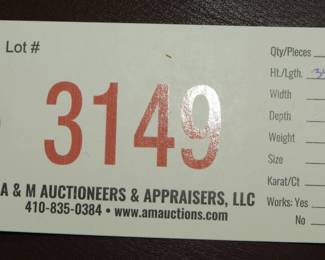 Lot #
3149
A & M AUCTIONEERS & APPRAISERS, LLC
410-835-0384 • www.amauctions.com
Qty/Pieces
Ht./Lgth.
Width
Depth
Weight
Size
Karat/Ct
Works: Yes
No